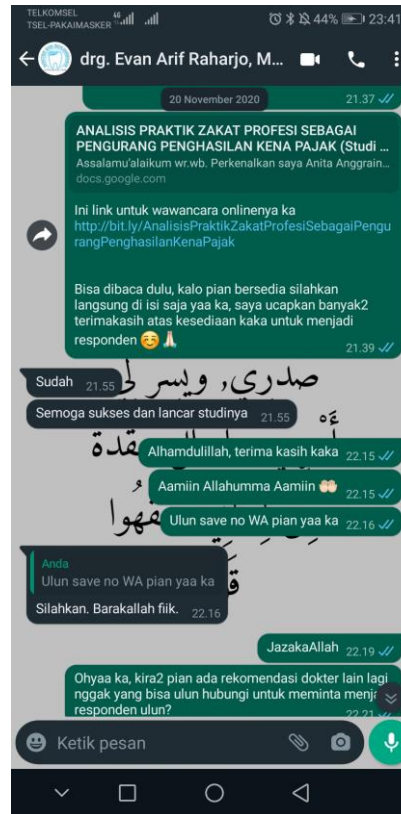 TELKOMSEL
TSEL-PAKAIMASKER
44% 23:41
drg. Evan Arif Raharjo, M...
20 November 2020
21.37
ANALISIS PRAKTIK ZAKAT PROFESI SEBAGAI
PENGURANG PENGHASILAN KENA PAJAK (Studi ...
Assalamu'alaikum wr.wb. Perkenalkan saya Anita Anggrain...
docs.google.com
Ini link untuk wawancara onlinenya ka
http://bit.ly/AnalisisPraktikZakatProfesiSebagaiPengu
rangPenghasilanKenaPajak
Bisa dibaca dulu, kalo pian bersedia silahkan
langsung di isi saja yaa ka, saya ucapkan banyak2
terimakasih atas kesediaan kaka untuk menjadi
responden ☺️🙏🏻
21.39
صدري, ويسر لي
Sudah 21.55
Semoga sukses dan lancar studinya 21.55
Alhamdulillah, terima kasih kaka 22.15
Aamiin Allahumma Aamiin 🤲🏻 22.15
Ulun save no WA pian yaa ka 22.16
Anda
Ulun save no WA pian yaa ka
Silahkan. Barakallah fiik. 22.16
JazakaAllah 22.19
Ohyaa ka, kira2 pian ada rekomendasi dokter lain lagi
nggak yang bisa ulun hubungi untuk meminta
responden ulun?
22.21
Ketik pesan